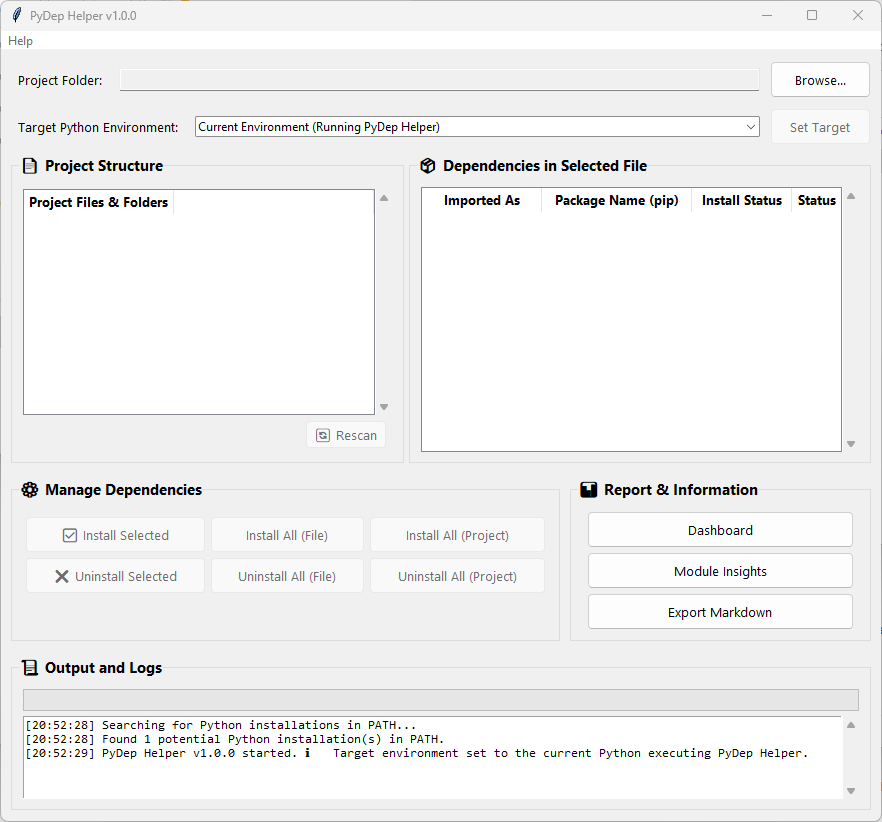 PyDep Helper v1.0.0
Help
Project Folder:
Browse...
Target Python Environment:
Current Environment (Running PyDep Helper)
Set Target
Project Structure
Project Files & Folders
Rescan
Dependencies in Selected File
Imported As Package Name (pip) Install Status Status
Manage Dependencies
Install Selected Install All (File) Install All (Project)
Uninstall Selected Uninstall All (File) Uninstall All (Project)
Report & Information
Dashboard
Module Insights
Export Markdown
Output and Logs
[20:52:28] Searching for Python installations in PATH...
[20:52:28] Found 1 potential Python installation(s) in PATH.
[20:52:29] PyDep Helper v1.0.0 started. ℹ Target environment set to the current Python executing PyDep Helper.